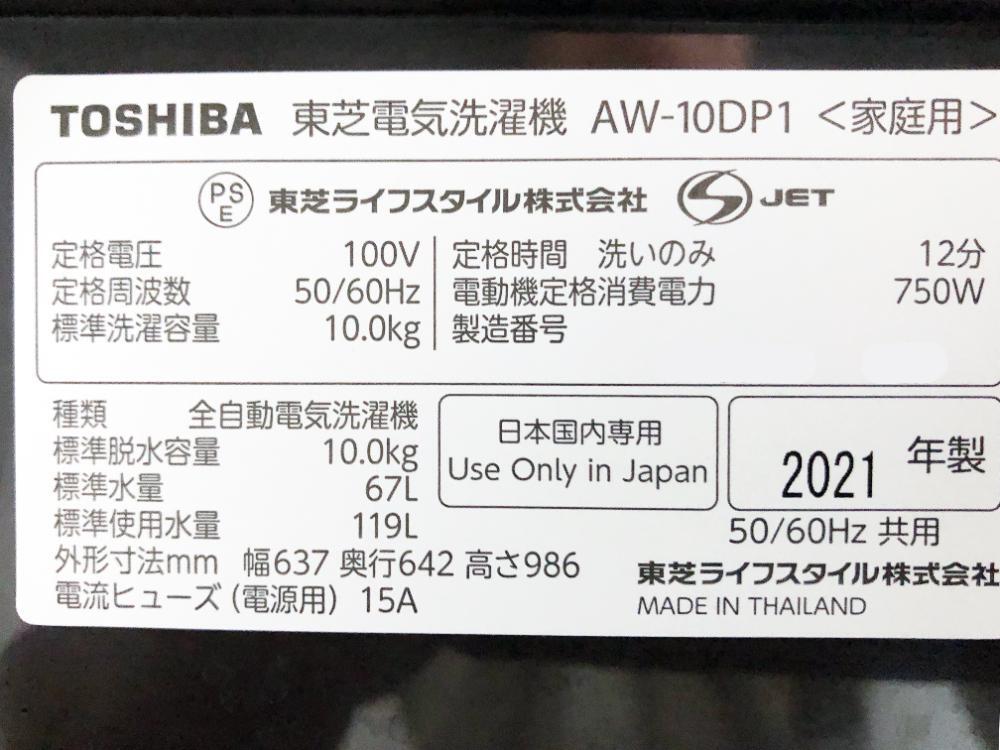 TOSHIBA 東芝電気洗濯機 AW-10DP1 <家庭用>
PSE 東芝ライフスタイル株式会社 S JET
定格電圧 100V
定格周波数 50/60Hz
標準洗濯容量 10.0kg
定格時間 洗いのみ 12分
電動機定格消費電力 750W
製造番号
種類 全自動電気洗濯機
標準脱水容量 10.0kg
標準水量 67L
標準使用水量 119L
外形寸法mm 幅637 奥行642 高さ986
電流ヒューズ (電源用) 15A
日本国内専用
Use Only in Japan
2021 年製
50/60Hz 共用
東芝ライフスタイル株式会社
MADE IN THAILAND